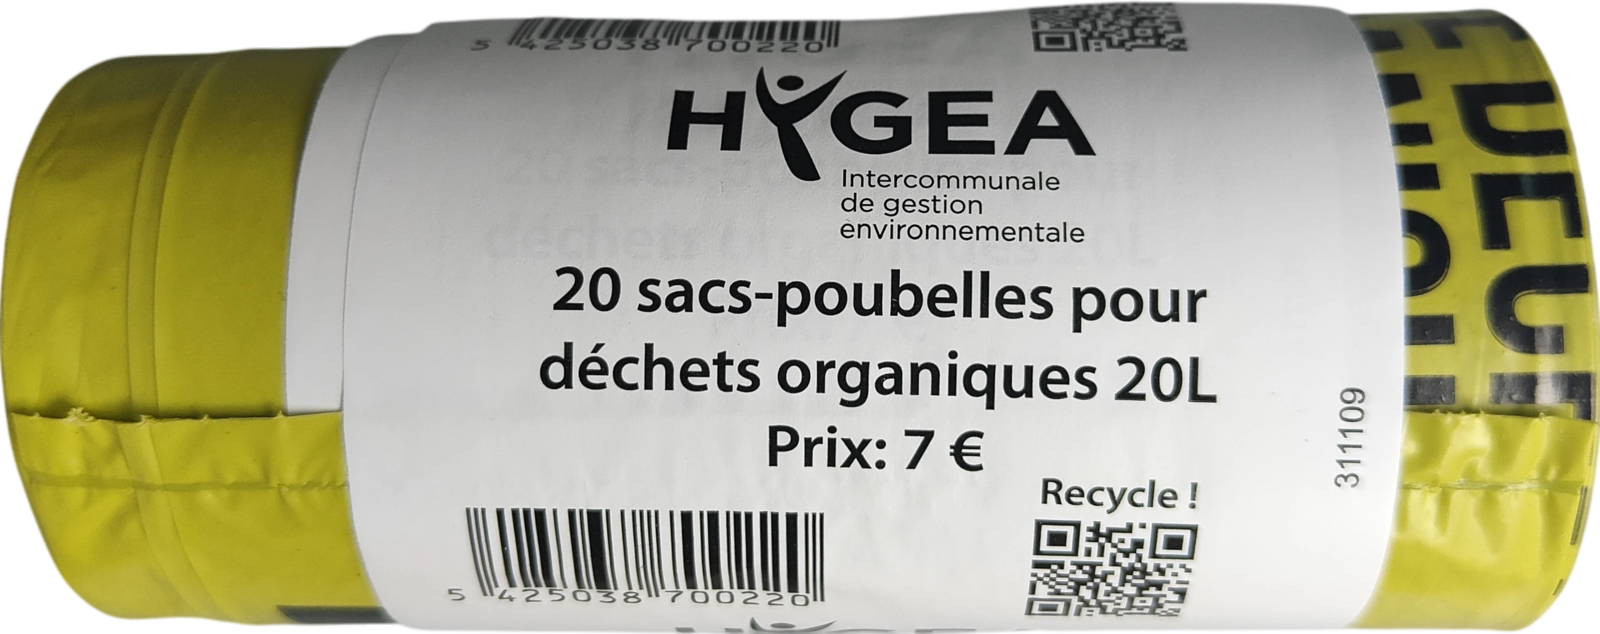 5 425038 700220
HYGEA
Intercommunale
de gestion
environnementale
20 sacs-poubelles pour
déchets organiques 20L
Prix: 7 €
311109
Recycle !
5 425038 700220